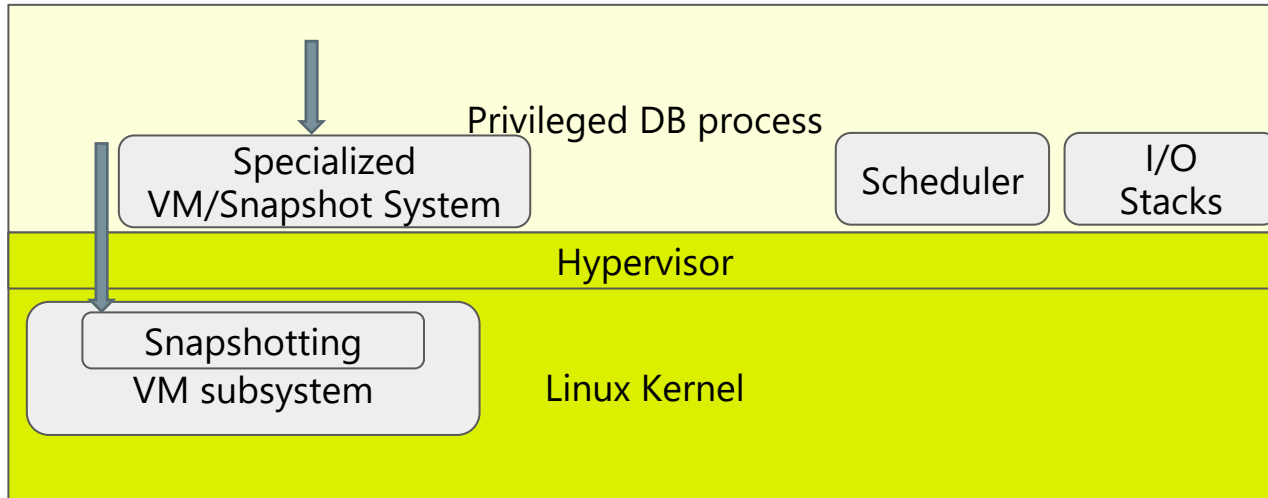 Privileged DB process
Specialized
VM/Snapshot System
Scheduler
I/O
Stacks
Hypervisor
Snapshotting
VM subsystem
Linux Kernel